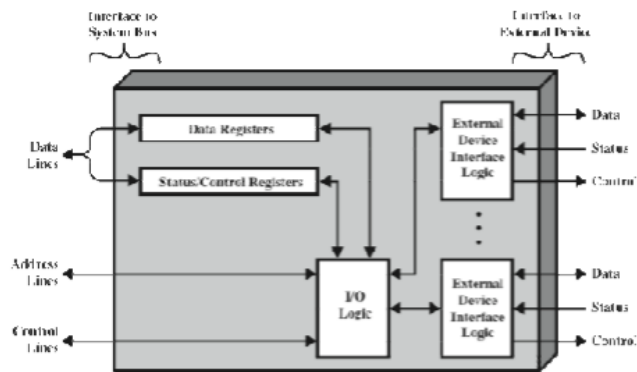 Interface to
System Bus
Interface to
External Device
Data Registers
Status/Control Registers
Data
Lines
Address
Lines
Control
Lines
I/O
Logic
External
Device
Interface
Logic
Data
Status
Control
External
Device
Interface
Logic
Data
Status
Control